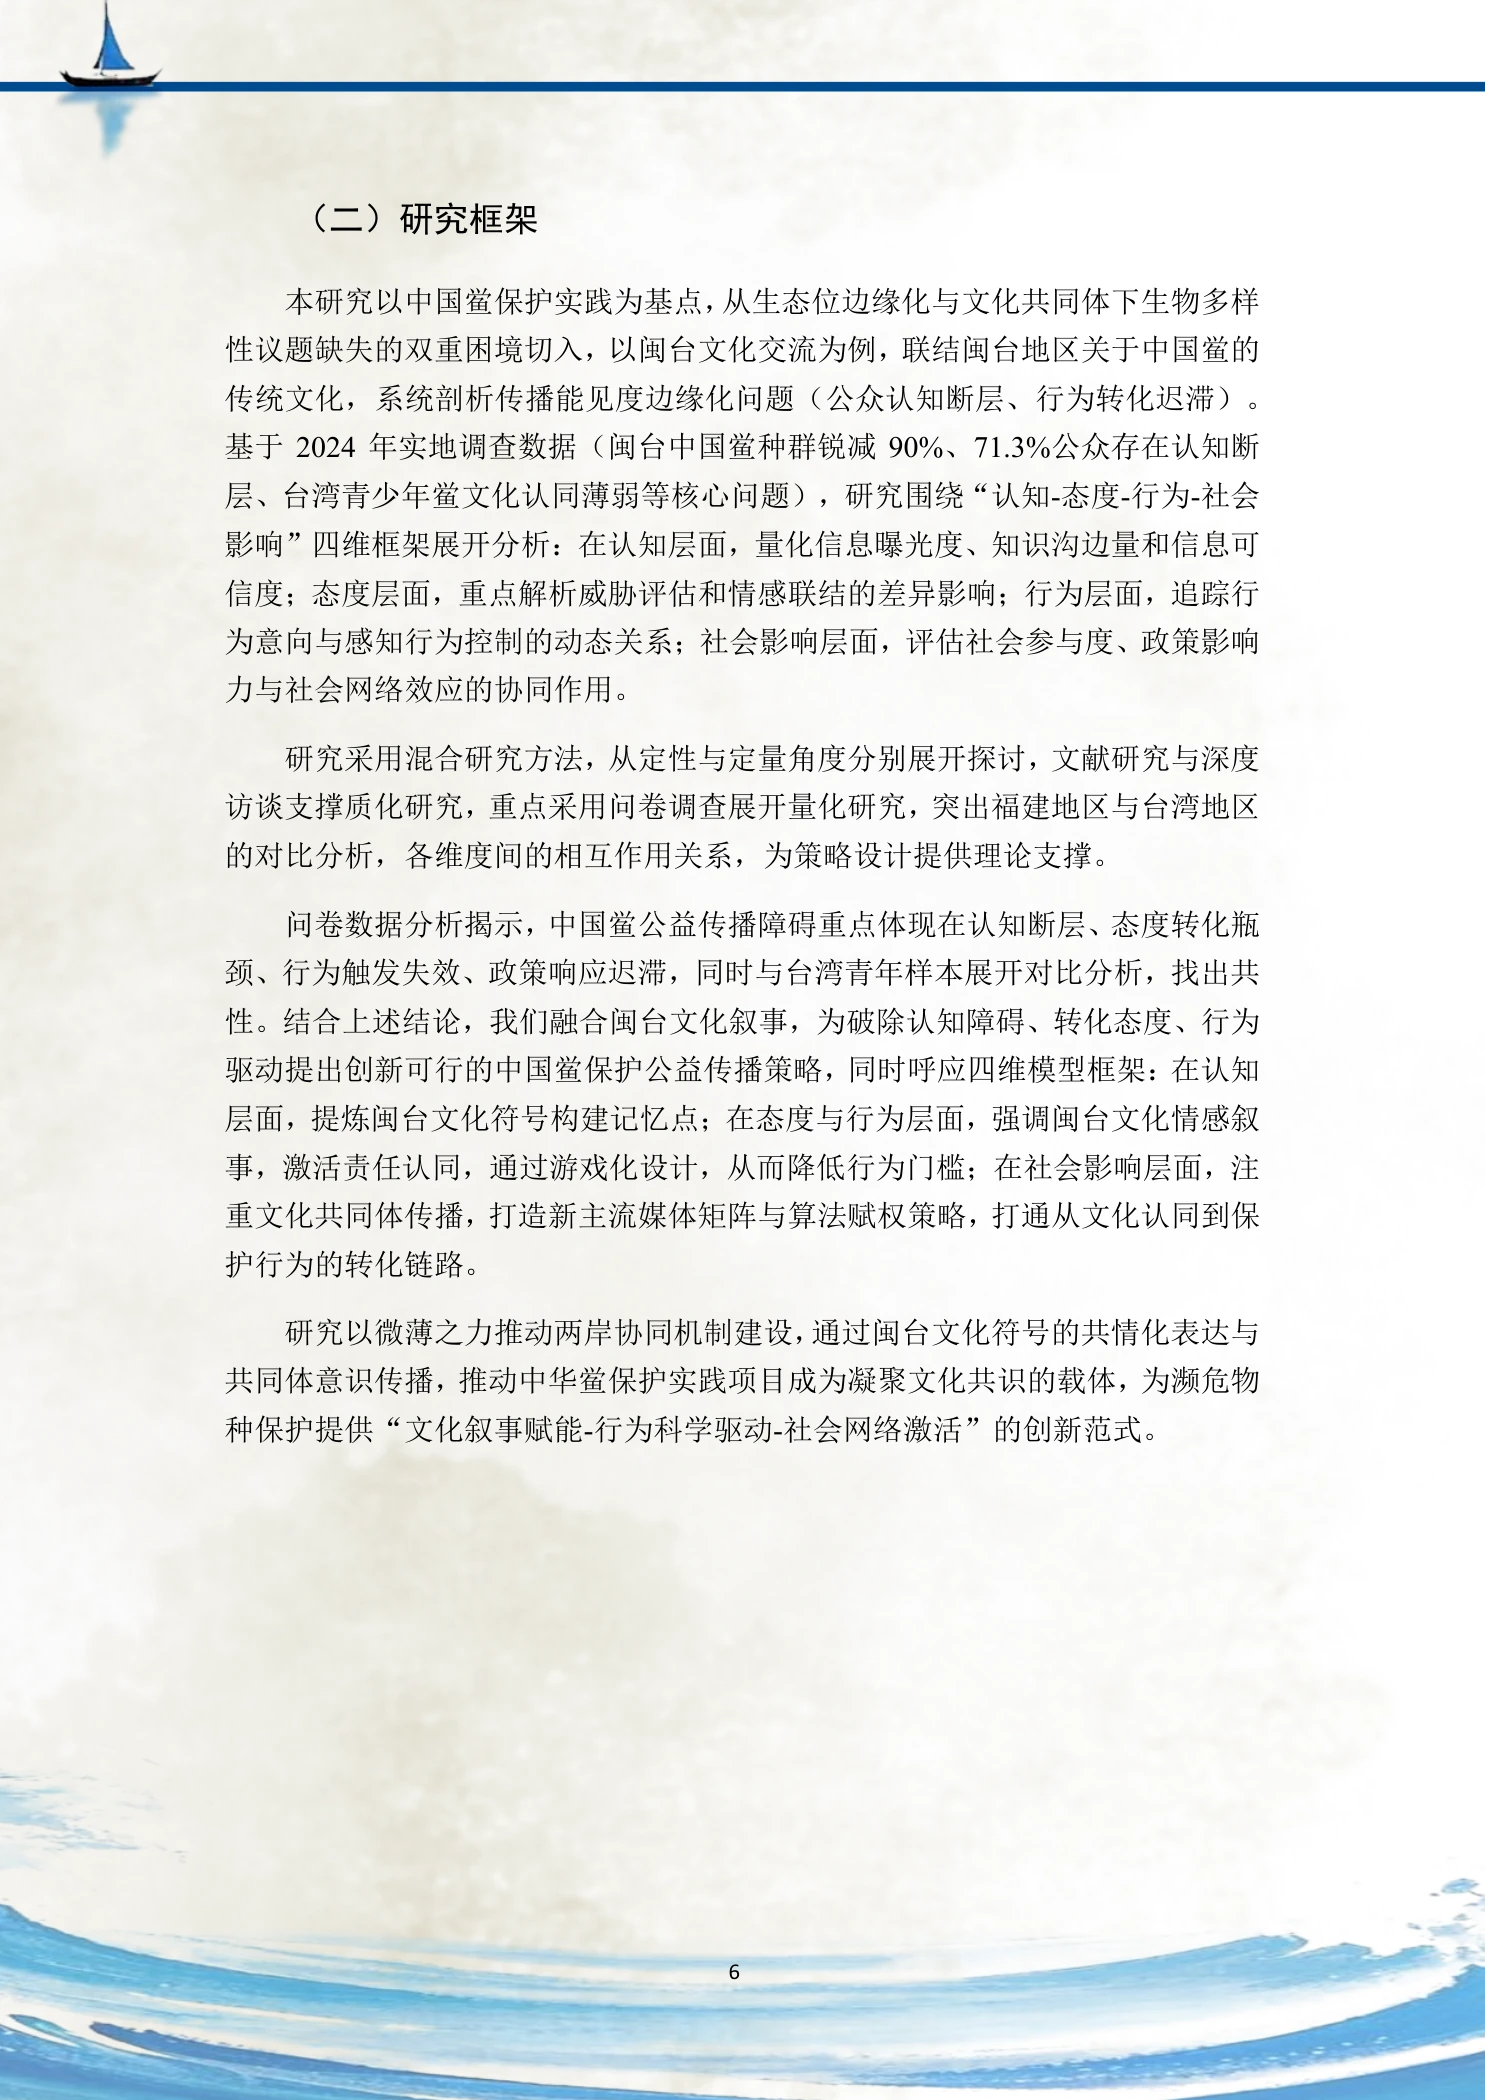 （二）研究框架
本研究以中国鲎保护实践为基点，从生态位边缘化与文化共同体下生物多样
性议题缺失的双重困境切入，以闽台文化交流为例，联结闽台地区关于中国鲎的
传统文化，系统剖析传播能见度边缘化问题（公众认知断层、行为转化迟滞）。
基于 2024 年实地调查数据（闽台中国鲎种群锐减 90%、71.3%公众存在认知断
层、台湾青少年鲎文化认同薄弱等核心问题），研究围绕“认知-态度-行为-社会
影响”四维框架展开分析：在认知层面，量化信息曝光度、知识沟边量和信息可
信度；态度层面，重点解析威胁评估和情感联结的差异影响；行为层面，追踪行
为意向与感知行为控制的动态关系；社会影响层面，评估社会参与度、政策影响
力与社会网络效应的协同作用。
研究采用混合研究方法，从定性与定量角度分别展开探讨，文献研究与深度
访谈支撑质化研究，重点采用问卷调查展开量化研究，突出福建地区与台湾地区
的对比分析，各维度间的相互作用关系，为策略设计提供理论支撑。
问卷数据分析揭示，中国鲎公益传播障碍重点体现在认知断层、态度转化瓶
颈、行为触发失效、政策响应迟滞，同时与台湾青年样本展开对比分析，找出共
性。结合上述结论，我们融合闽台文化叙事，为破除认知障碍、转化态度、行为
驱动提出创新可行的中国鲎保护公益传播策略，同时呼应四维模型框架：在认知
层面，提炼闽台文化符号构建记忆点；在态度与行为层面，强调闽台文化情感叙
事，激活责任认同，通过游戏化设计，从而降低行为门槛；在社会影响层面，注
重文化共同体传播，打造新主流媒体矩阵与算法赋权策略，打通从文化认同到保
护行为的转化链路。
研究以微薄之力推动两岸协同机制建设，通过闽台文化符号的共情化表达与
共同体意识传播，推动中华鲎保护实践项目成为凝聚文化共识的载体，为濒危物
种保护提供“文化叙事赋能-行为科学驱动-社会网络激活”的创新范式。
6